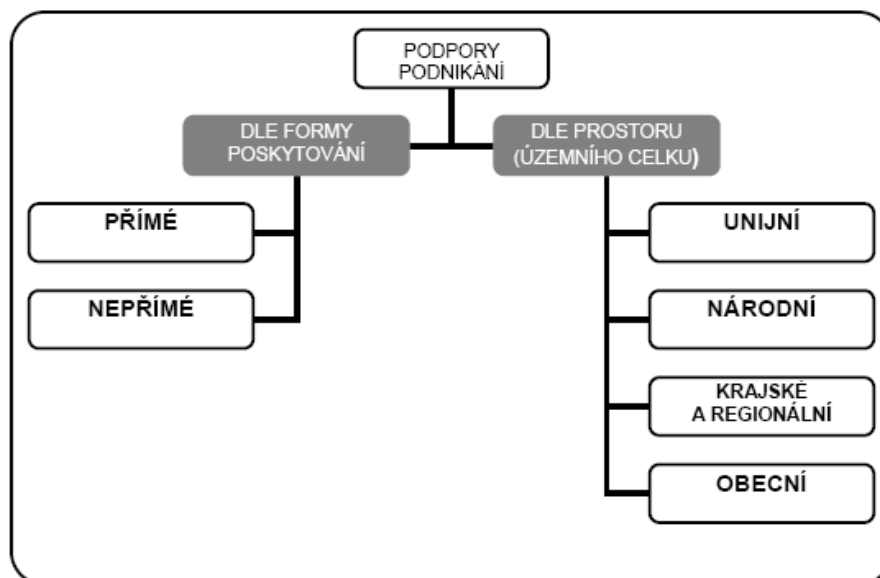 PODPORY
PODNIKÁNÍ
DLE FORMY
POSKYTOVÁNÍ
DLE PROSTORU
(ÚZEMNÍHO CELKU)
PŘÍMÉ
NEPŘÍMÉ
UNIJNÍ
NÁRODNÍ
KRAJSKÉ
A REGIONÁLNÍ
OBECNÍ